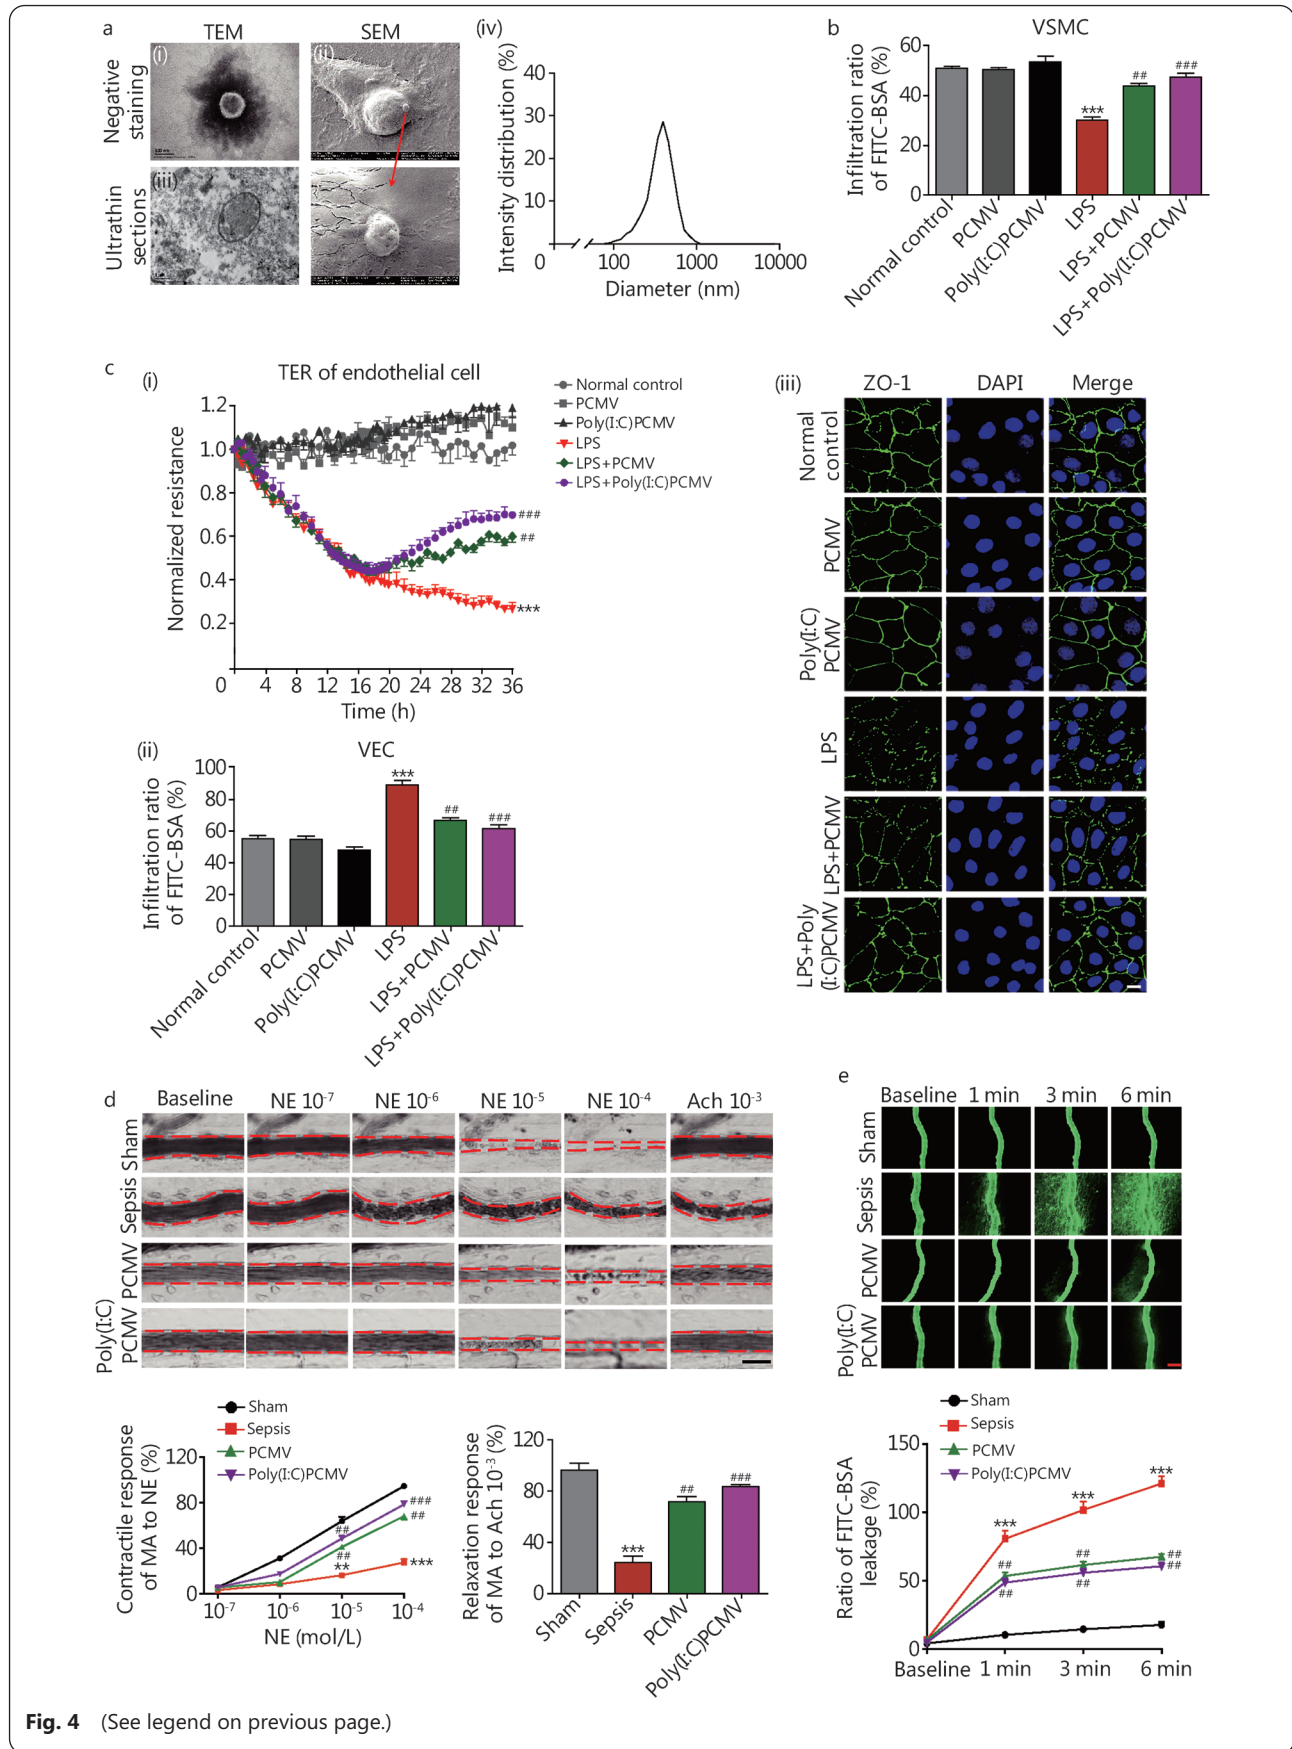 a
TEM
SEM
(i)
(ii)
(iii)
Negative
staining
Ultrathin
sections
(iv)
Intensity distribution (%)
40
30
20
10
0
100
1000
10000
Diameter (nm)
b
VSMC
Infiltration ratio
of FITC-BSA (%)
60
40
20
0
***
##
###
Normal control
PCMV
Poly(I:C)PCMV
LPS
LPS+PCMV
LPS+Poly(I:C)PCMV
c
(i)
TER of endothelial cell
Normalized resistance
1.2
1.0
0.8
0.6
0.4
0.2
0 4 8 12 16 20 24 28 32 36
Time (h)
Normal control
PCMV
Poly(I:C)PCMV
LPS
LPS+PCMV
LPS+Poly(I:C)PCMV
###
##
***
(ii)
VEC
Infiltration ratio
of FITC-BSA (%)
100
80
60
40
20
0
***
##
###
Normal control
PCMV
Poly(I:C)PCMV
LPS
LPS+PCMV
LPS+Poly(I:C)PCMV
(iii)
ZO-1 DAPI Merge
Normal
control
PCMV
Poly(I:C)
PCMV
LPS
LPS+PCMV
LPS+Poly
(I:C)PCMV
d
Baseline NE 10⁻⁷ NE 10⁻⁶ NE 10⁻⁵ NE 10⁻⁴ Ach 10⁻³
Sham
Sepsis
PCMV
Poly(I:C)
PCMV
Sham
Sepsis
PCMV
Poly(I:C)PCMV
Contractile response
of MA to NE (%)
120
80
40
0
10⁻⁷ 10⁻⁶ 10⁻⁵ 10⁻⁴
NE (mol/L)
##
##
**
###
##
***
Relaxation response
of MA to Ach 10⁻³ (%)
120
80
40
0
***
##
###
Sham
Sepsis
PCMV
Poly(I:C)PCMV
e
Baseline 1 min 3 min 6 min
Sham
Sepsis
PCMV
Poly(I:C)
PCMV
Sham
Sepsis
PCMV
Poly(I:C)PCMV
Ratio of FITC-BSA
leakage (%)
150
100
50
0
***
***
***
##
##
##
##
##
##
Baseline 1 min 3 min 6 min
Fig. 4 (See legend on previous page.)